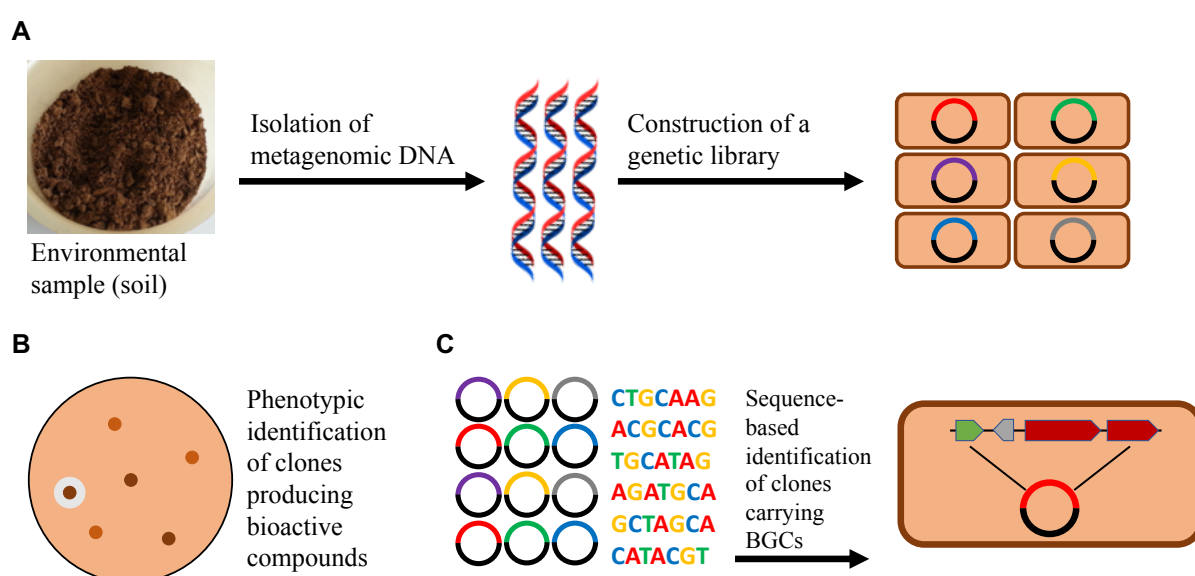 A
Isolation of
metagenomic DNA
Construction of a
genetic library
Environmental
sample (soil)
B
Phenotypic
identification
of clones
producing
bioactive
compounds
C
CTGCAAG
ACGCACG
TGCATAG
AGATGCA
GCTAGCA
CATACGT
Sequence-
based
identification
of clones
carrying
BGCs